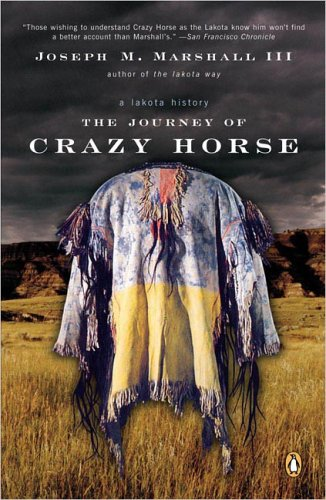 "Those wishing to understand Crazy Horse as the Lakota know him won't find
a better account than Marshall's." —San Francisco Chronicle
JOSEPH M. MARSHALL III
author of the lakota way
a lakota history
THE JOURNEY OF
CRAZY HORSE